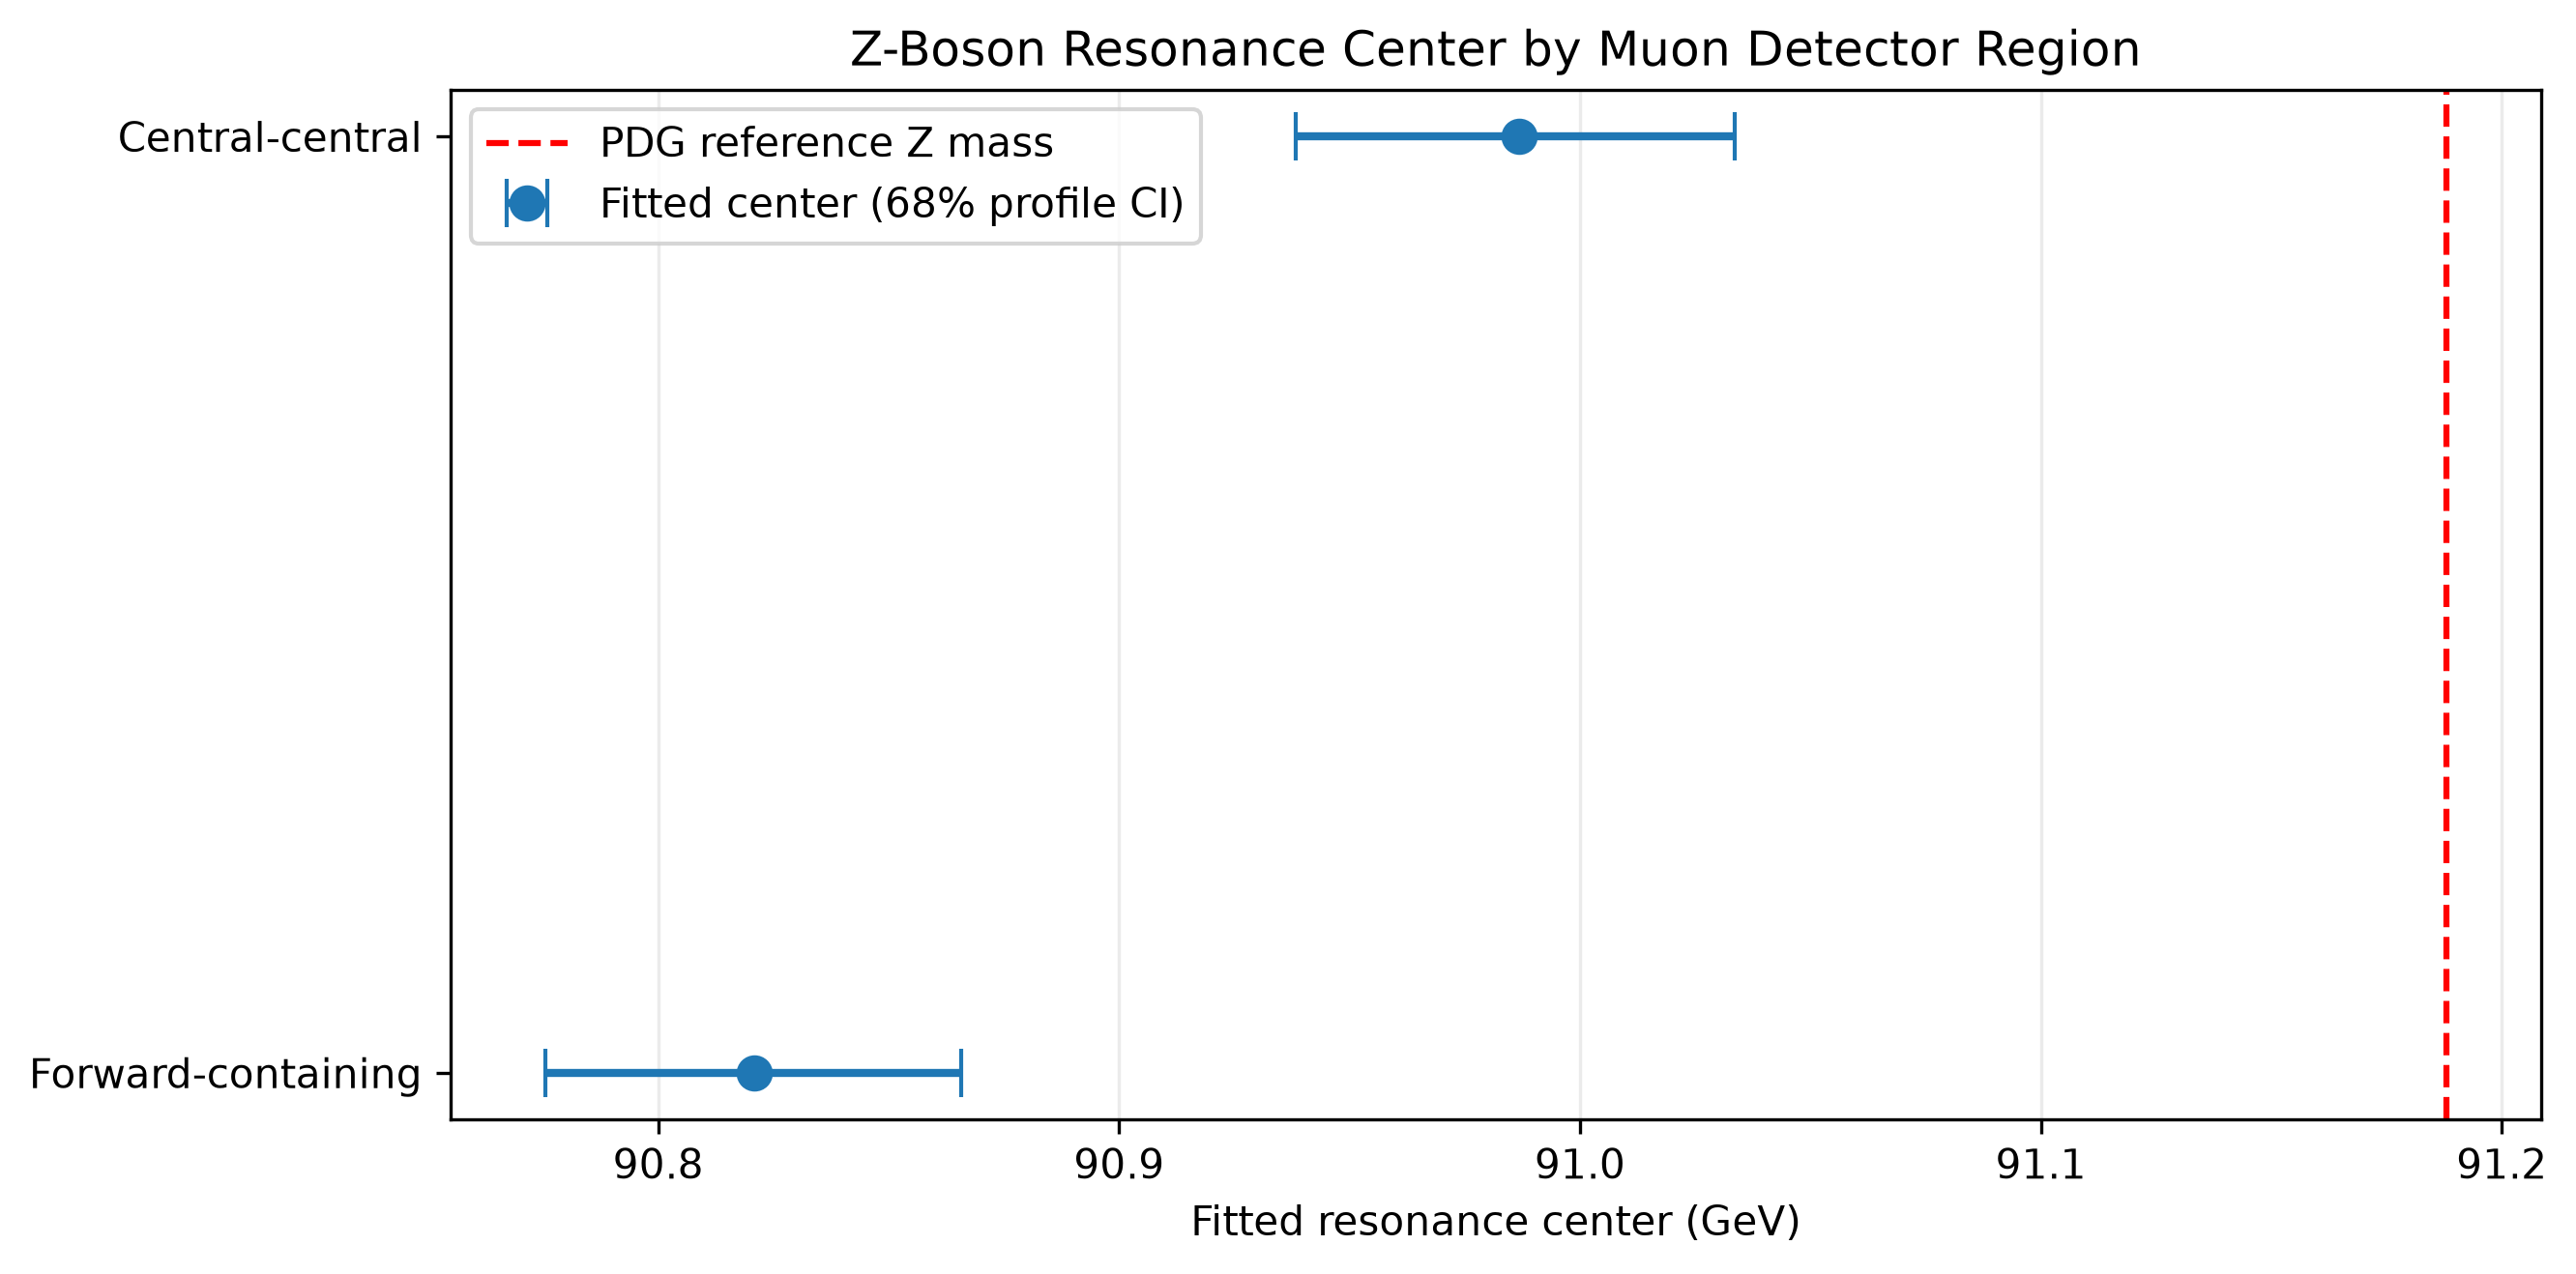 Z-Boson Resonance Center by Muon Detector Region
Central-central
PDG reference Z mass
Fitted center (68% profile CI)
Forward-containing
90.8
90.9
91.0
91.1
91.2
Fitted resonance center (GeV)